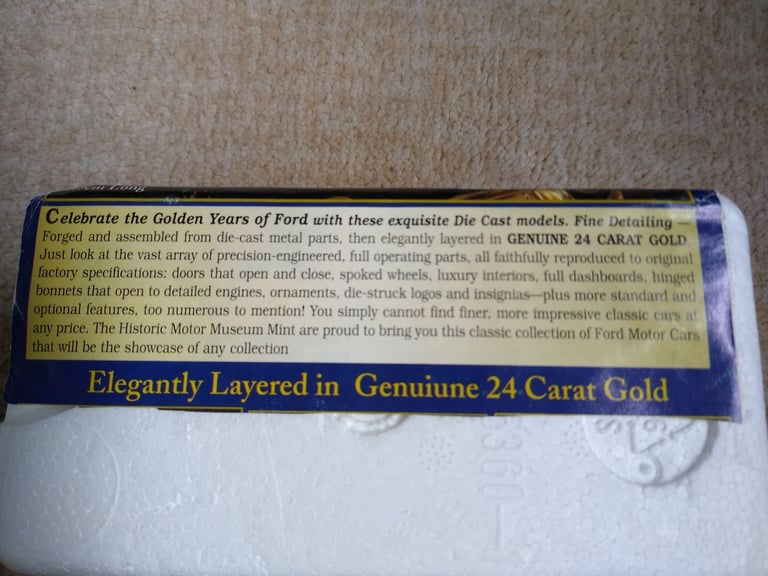 Long
Celebrate the Golden Years of Ford with these exquisite Die Cast models. Fine Detailing —
Forged and assembled from die-cast metal parts, then elegantly layered in GENUINE 24 CARAT GOLD.
Just look at the vast array of precision-engineered, full operating parts, all faithfully reproduced to original
factory specifications: doors that open and close, spoked wheels, luxury interiors, full dashboards, hinged
bonnets that open to detailed engines, ornaments, die-struck logos and insignias—plus more standard and
optional features, too numerous to mention! You simply cannot find finer, more impressive classic cars at
any price. The Historic Motor Museum Mint are proud to bring you this classic collection of Ford Motor Cars
that will be the showcase of any collection
Elegantly Layered in Genuiune 24 Carat Gold